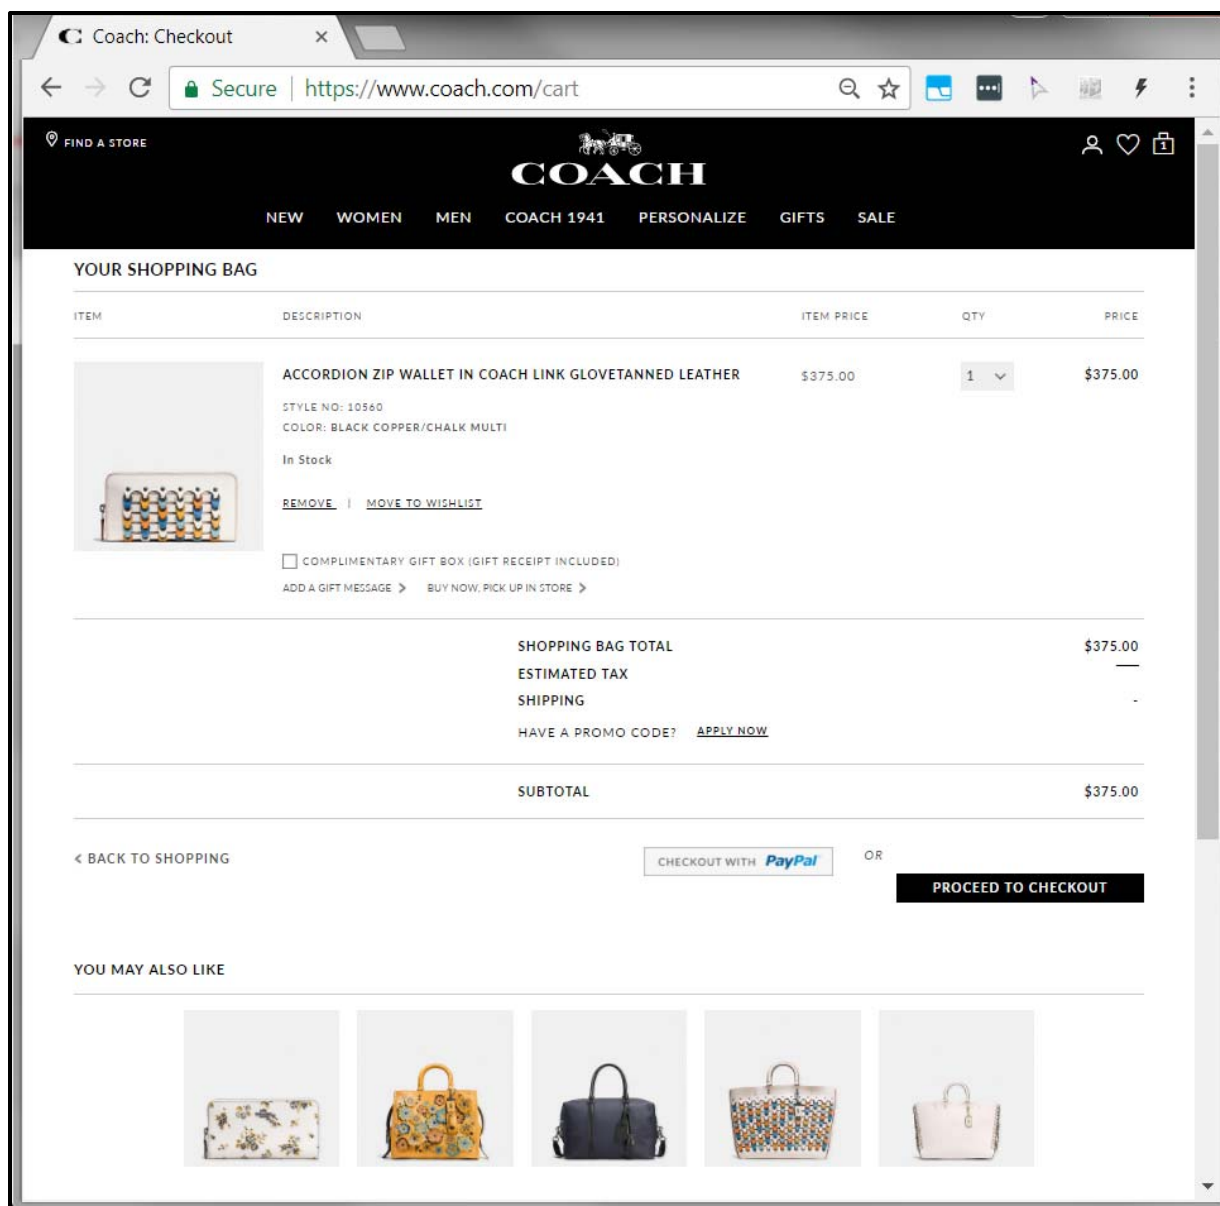 Coach: Checkout
Secure | https://www.coach.com/cart
FIND A STORE
COACH
1
NEW WOMEN MEN COACH 1941 PERSONALIZE GIFTS SALE
YOUR SHOPPING BAG
ITEM DESCRIPTION ITEM PRICE QTY PRICE
ACCORDION ZIP WALLET IN COACH LINK GLOVETANNED LEATHER $375.00 1 $375.00
STYLE NO: 10560
COLOR: BLACK COPPER/CHALK MULTI
In Stock
REMOVE | MOVE TO WISHLIST
COMPLIMENTARY GIFT BOX (GIFT RECEIPT INCLUDED)
ADD A GIFT MESSAGE > BUY NOW, PICK UP IN STORE >
SHOPPING BAG TOTAL $375.00
ESTIMATED TAX —
SHIPPING -
HAVE A PROMO CODE? APPLY NOW
SUBTOTAL $375.00
< BACK TO SHOPPING CHECKOUT WITH PayPal OR
PROCEED TO CHECKOUT
YOU MAY ALSO LIKE